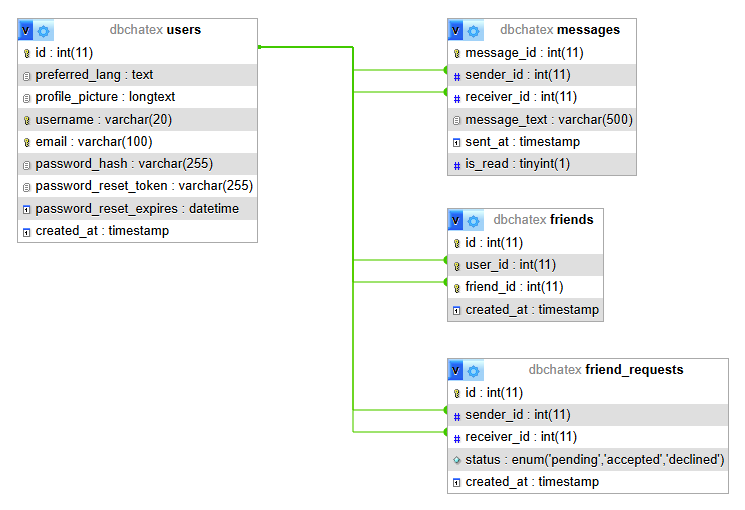 v dbchatex users
id : int(11)
preferred_lang : text
profile_picture : longtext
username : varchar(20)
email : varchar(100)
password_hash : varchar(255)
password_reset_token : varchar(255)
password_reset_expires : datetime
created_at : timestamp
v dbchatex messages
message_id : int(11)
# sender_id : int(11)
# receiver_id : int(11)
message_text : varchar(500)
sent_at : timestamp
# is_read : tinyint(1)
v dbchatex friends
id : int(11)
user_id : int(11)
friend_id : int(11)
created_at : timestamp
v dbchatex friend_requests
id : int(11)
# sender_id : int(11)
# receiver_id : int(11)
status : enum('pending','accepted','declined')
created_at : timestamp